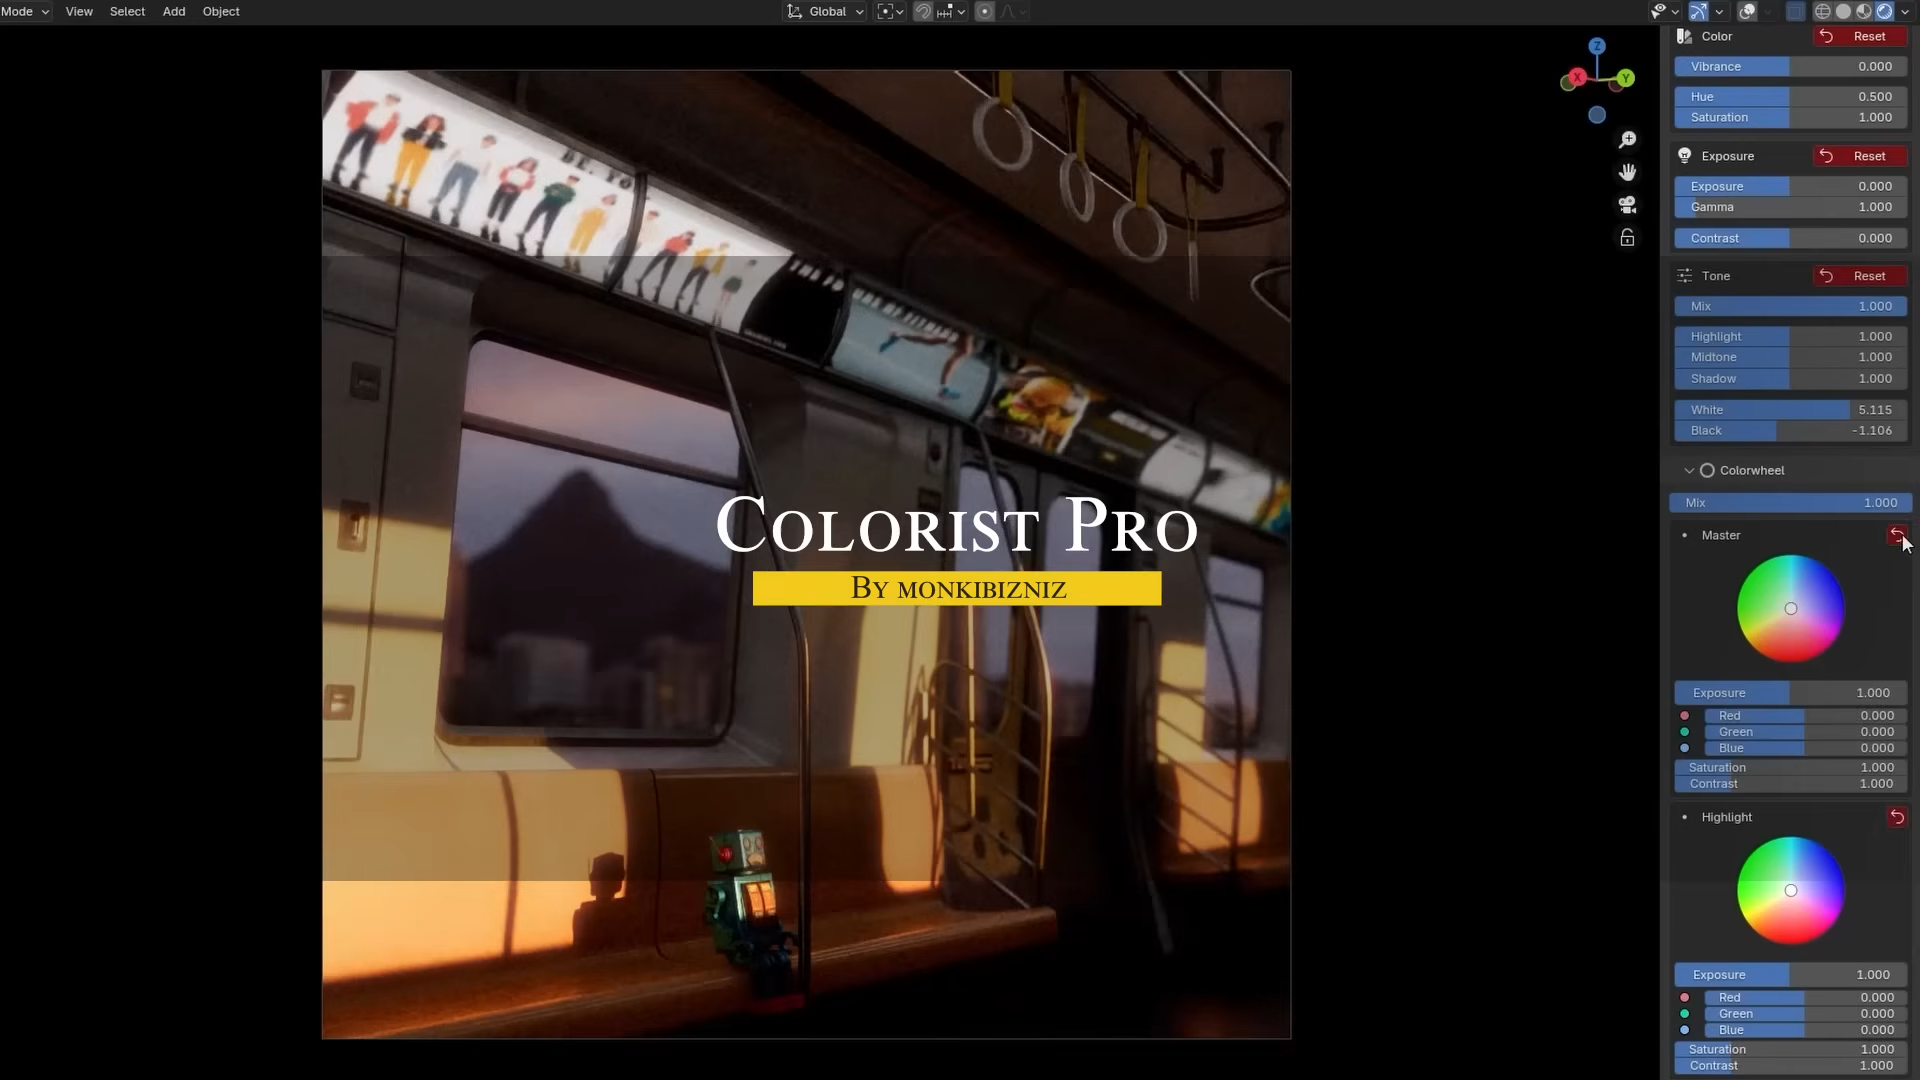 Mode
View
Select
Add
Object
Global
Color
Reset
Vibrance 0.000
Hue 0.500
Saturation 1.000
Exposure
Reset
Exposure 0.000
Gamma 1.000
Contrast 0.000
Tone
Reset
Mix 1.000
Highlight 1.000
Midtone 1.000
Shadow 1.000
White 5.115
Black -1.106
Colorwheel
Mix 1.000
Master
Exposure 1.000
Red 0.000
Green 0.000
Blue 0.000
Saturation 1.000
Contrast 1.000
Highlight
Exposure 1.000
Red 0.000
Green 0.000
Blue 0.000
Saturation 1.000
Contrast 1.000
Z
X
Y
BE. YO
Colorist Pro
By monkibizniz